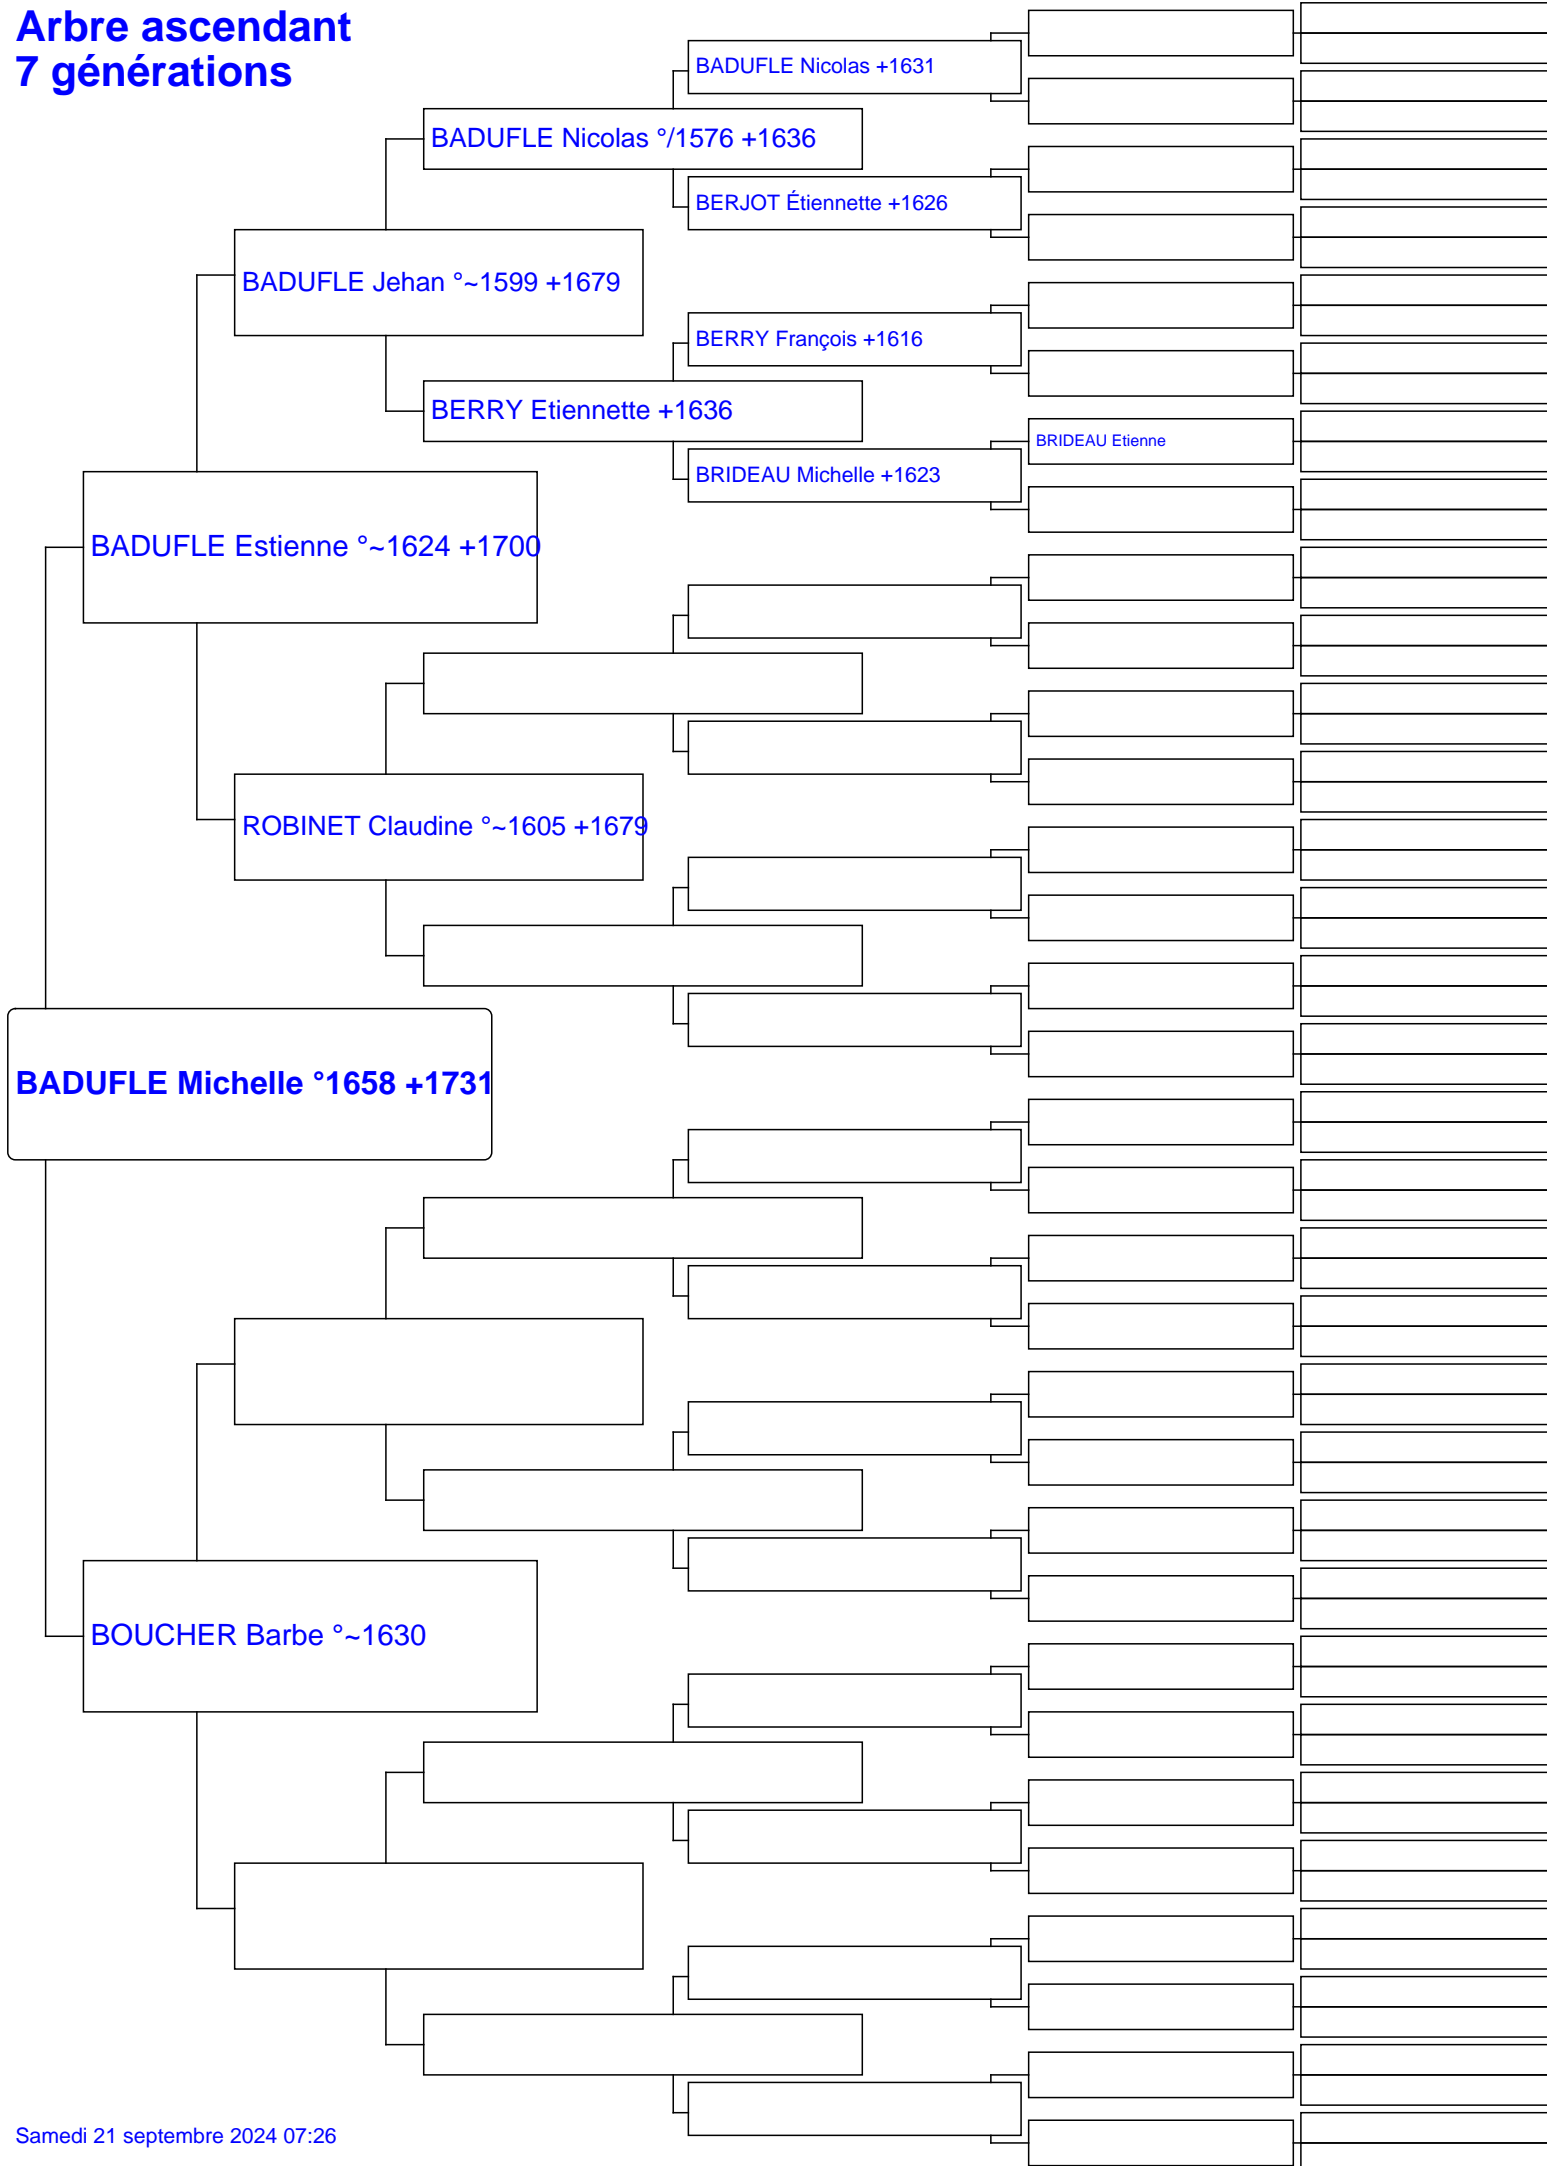 Arbre ascendant
7 générations
BADUFLE Nicolas +1631
BADUFLE Nicolas °/1576 +1636
BERJOT Étiennette +1626
BADUFLE Jehan °~1599 +1679
BERRY François +1616
BERRY Etiennette +1636
BRIDEAU Etienne
BRIDEAU Michelle +1623
BADUFLE Estienne °~1624 +1700
ROBINET Claudine °~1605 +1679
BADUFLE Michelle °1658 +1731
BOUCHER Barbe °~1630
Samedi 21 septembre 2024 07:26